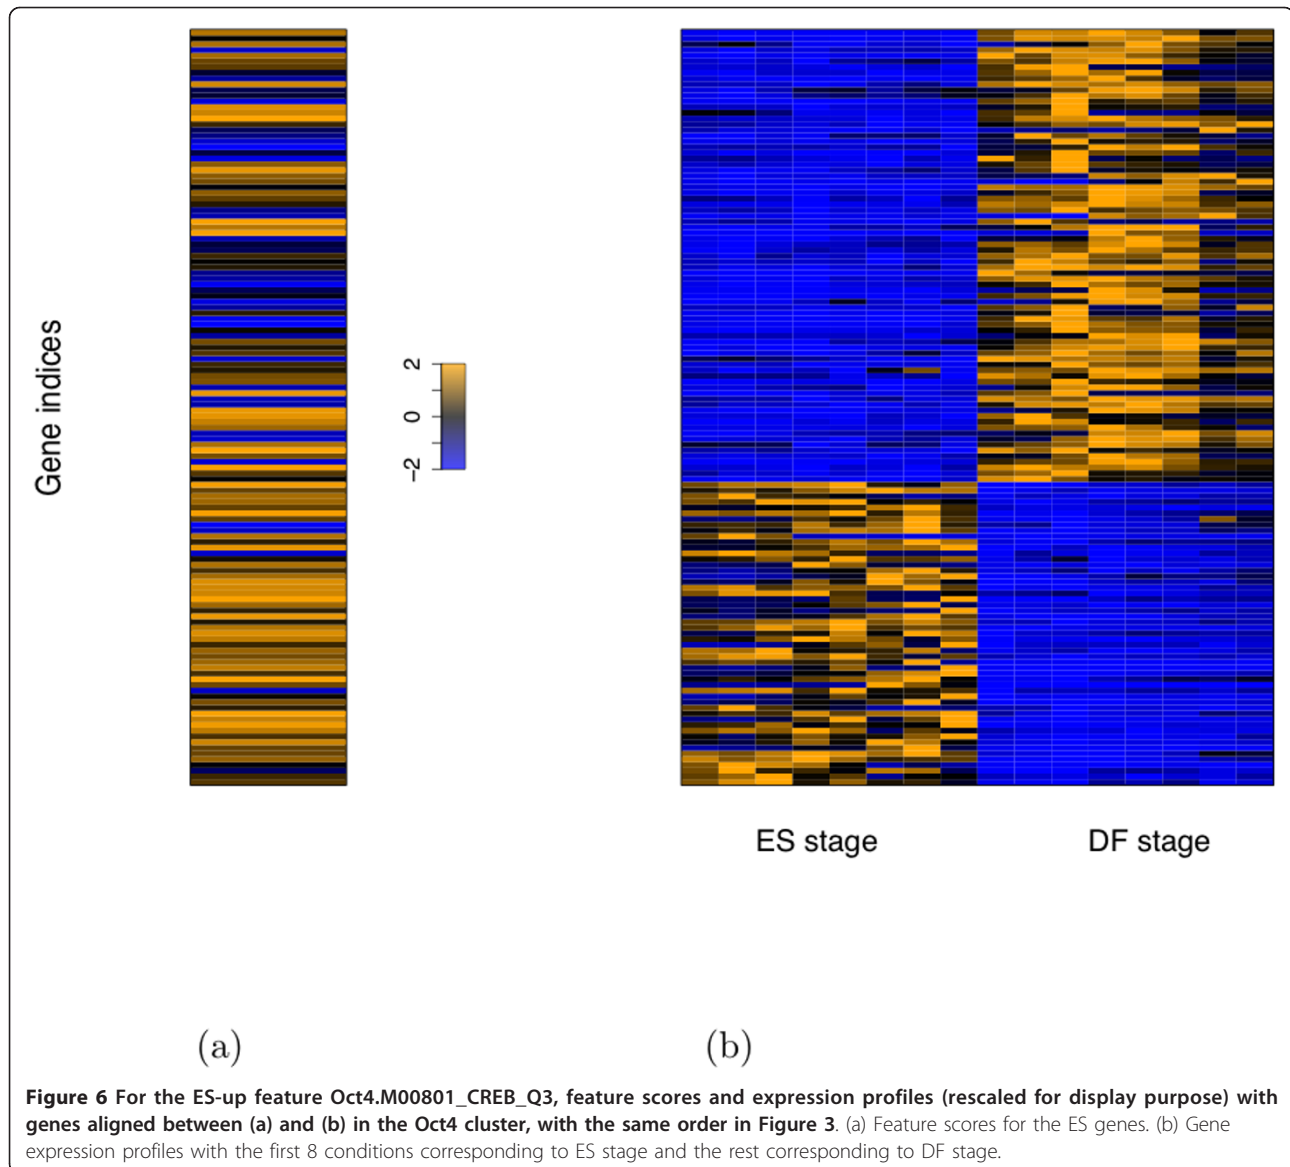 Gene indices
2
0
−2
ES stage
DF stage
(a)
(b)
Figure 6 For the ES-up feature Oct4.M00801_CREB_Q3, feature scores and expression profiles (rescaled for display purpose) with
genes aligned between (a) and (b) in the Oct4 cluster, with the same order in Figure 3. (a) Feature scores for the ES genes. (b) Gene
expression profiles with the first 8 conditions corresponding to ES stage and the rest corresponding to DF stage.